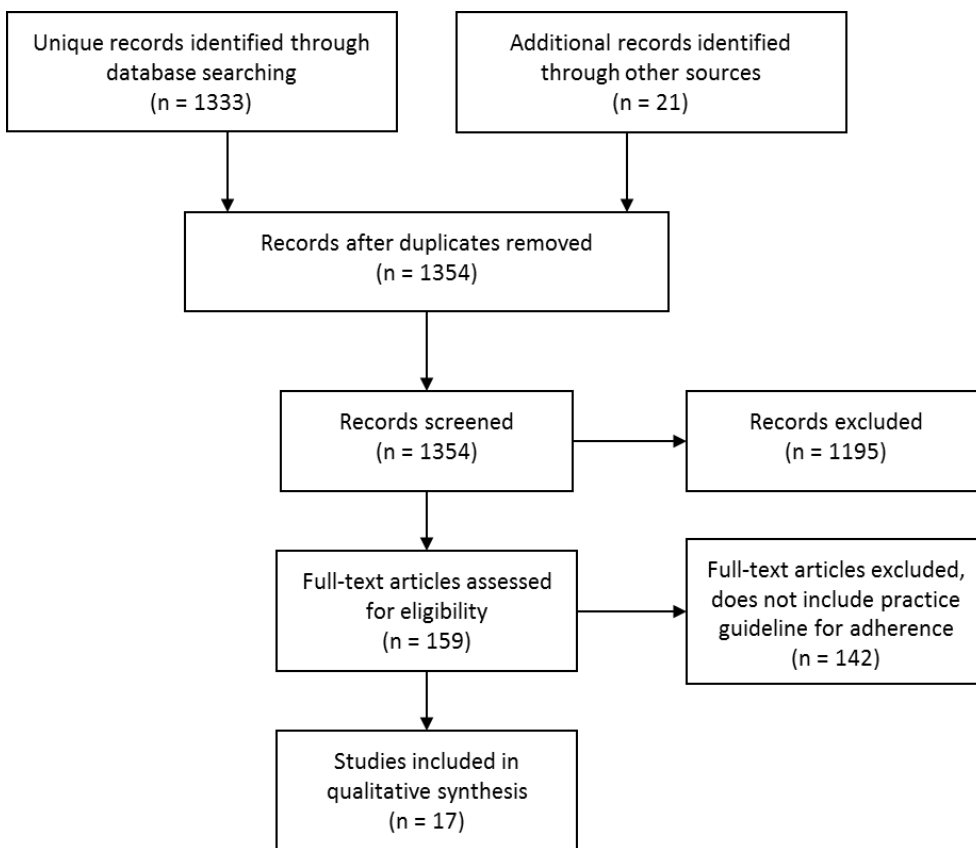 Unique records identified through
database searching
(n = 1333)
Additional records identified
through other sources
(n = 21)
Records after duplicates removed
(n = 1354)
Records screened
(n = 1354)
Records excluded
(n = 1195)
Full-text articles assessed
for eligibility
(n = 159)
Full-text articles excluded,
does not include practice
guideline for adherence
(n = 142)
Studies included in
qualitative synthesis
(n = 17)